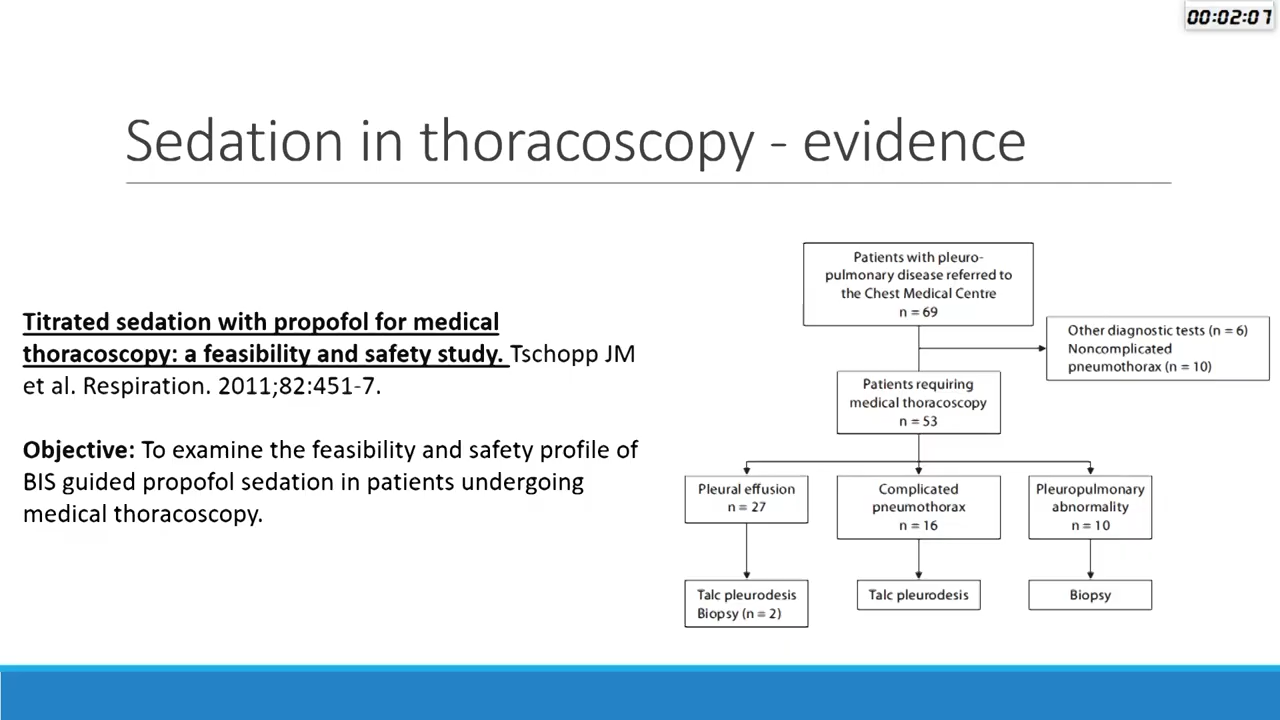 00:02:07
Sedation in thoracoscopy - evidence
Titrated sedation with propofol for medical
thoracoscopy: a feasibility and safety study. Tschopp JM
et al. Respiration. 2011;82:451-7.
Objective: To examine the feasibility and safety profile of
BIS guided propofol sedation in patients undergoing
medical thoracoscopy.
Patients with pleuro-
pulmonary disease referred to
the Chest Medical Centre
n = 69
Other diagnostic tests (n = 6)
Noncomplicated
pneumothorax (n = 10)
Patients requiring
medical thoracoscopy
n = 53
Pleural effusion
n = 27
Complicated
pneumothorax
n = 16
Pleuropulmonary
abnormality
n = 10
Talc pleurodesis
Biopsy (n = 2)
Talc pleurodesis
Biopsy